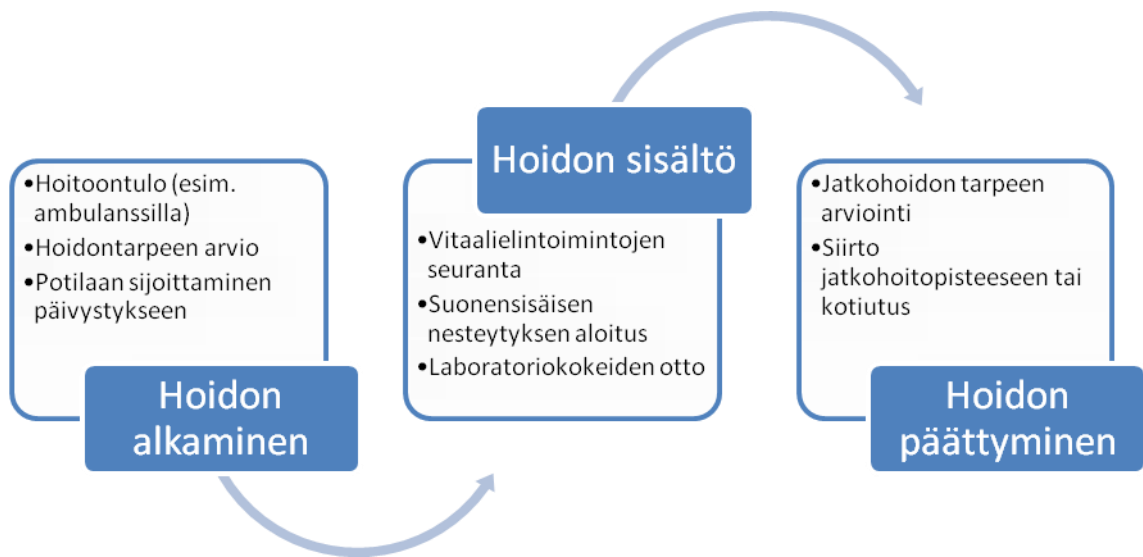 •Hoitoontulo (esim.
ambulanssilla)
•Hoidontarpeen arvio
•Potilaan sijoittaminen
päivystykseen
Hoidon
alkaminen
Hoidon sisältö
•Vitaalielintoimintojen
seuranta
•Suonensisäisen
nesteytyksen aloitus
•Laboratoriokokeiden otto
•Jatkohoidon tarpeen
arviointi
•Siirto
jatkohoitopisteeseen tai
kotiutus
Hoidon
päättyminen